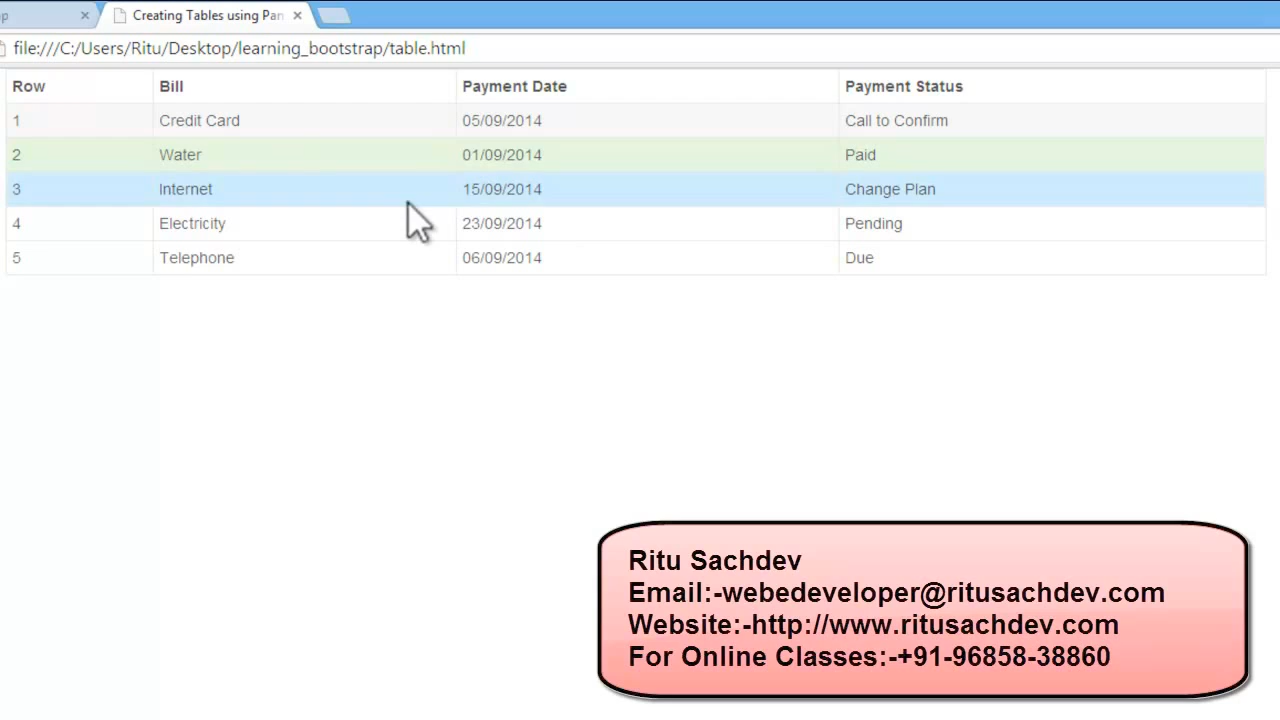 Creating Tables using Pan
file:///C:/Users/Ritu/Desktop/learning_bootstrap/table.html
Row Bill Payment Date Payment Status
1 Credit Card 05/09/2014 Call to Confirm
2 Water 01/09/2014 Paid
3 Internet 15/09/2014 Change Plan
4 Electricity 23/09/2014 Pending
5 Telephone 06/09/2014 Due
Ritu Sachdev
Email:-webedeveloper@ritusachdev.com
Website:-http://www.ritusachdev.com
For Online Classes:-+91-96858-38860